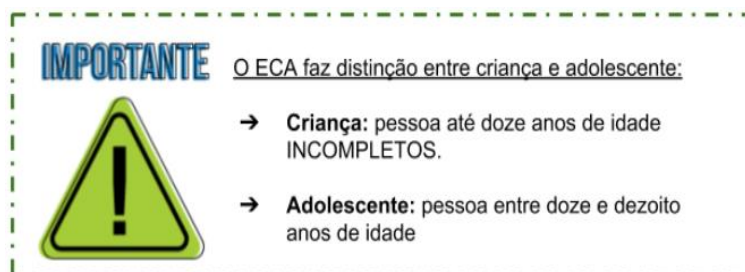 IMPORTANTE
O ECA faz distinção entre criança e adolescente:
➔ Criança: pessoa até doze anos de idade
INCOMPLETOS.
➔ Adolescente: pessoa entre doze e dezoito
anos de idade
!